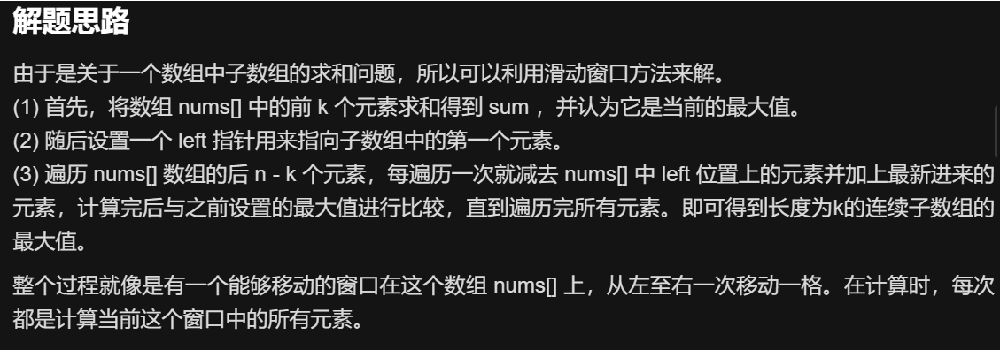 解题思路
由于是关于一个数组中子数组的求和问题，所以可以利用滑动窗口方法来解。
(1) 首先，将数组 nums[] 中的前 k 个元素求和得到 sum ，并认为它是当前的最大值。
(2) 随后设置一个 left 指针用来指向子数组中的第一个元素。
(3) 遍历 nums[] 数组的后 n - k 个元素，每遍历一次就减去 nums[] 中 left 位置上的元素并加上最新进来的
元素，计算完后与之前设置的最大值进行比较，直到遍历完所有元素。即可得到长度为k的连续子数组的
最大值。
整个过程就像是有一个能够移动的窗口在这个数组 nums[] 上，从左至右一次移动一格。在计算时，每次
都是计算当前这个窗口中的所有元素。